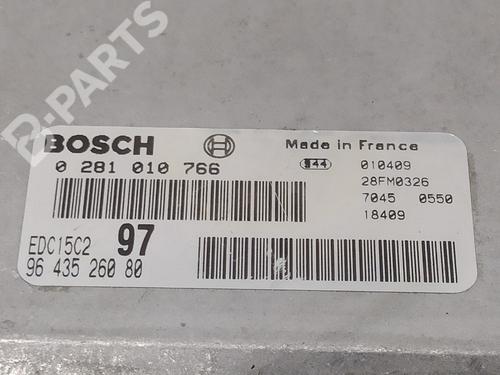 B-PARTS
BOSCH
Made in France
0 281 010 766
44
010409
28FM0326
7045 0550
18409
EDC15C2 97
96 435 260 80